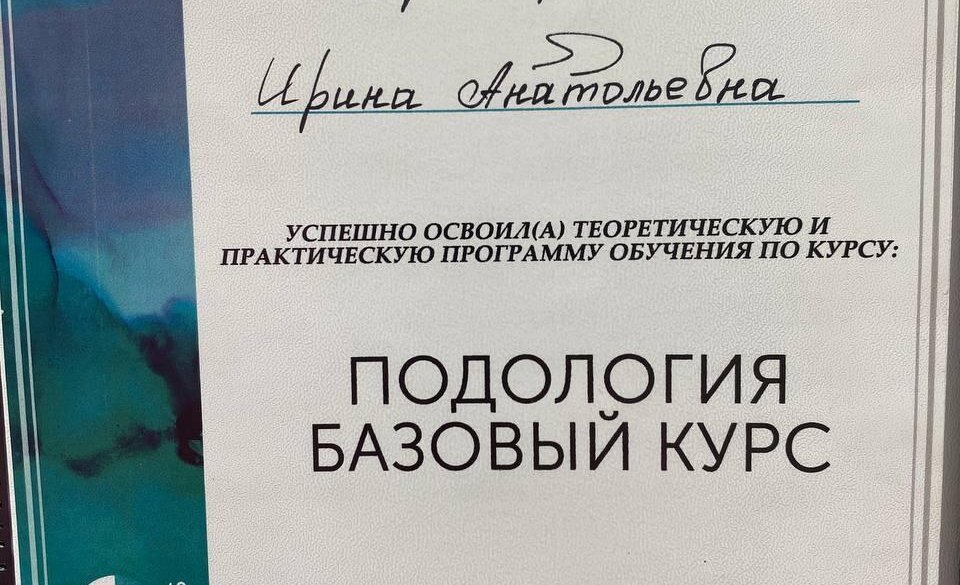 Ирина Анатольевна
УСПЕШНО ОСВОИЛ(А) ТЕОРЕТИЧЕСКУЮ И
ПРАКТИЧЕСКУЮ ПРОГРАММУ ОБУЧЕНИЯ ПО КУРСУ:
ПОДОЛОГИЯ
БАЗОВЫЙ КУРС